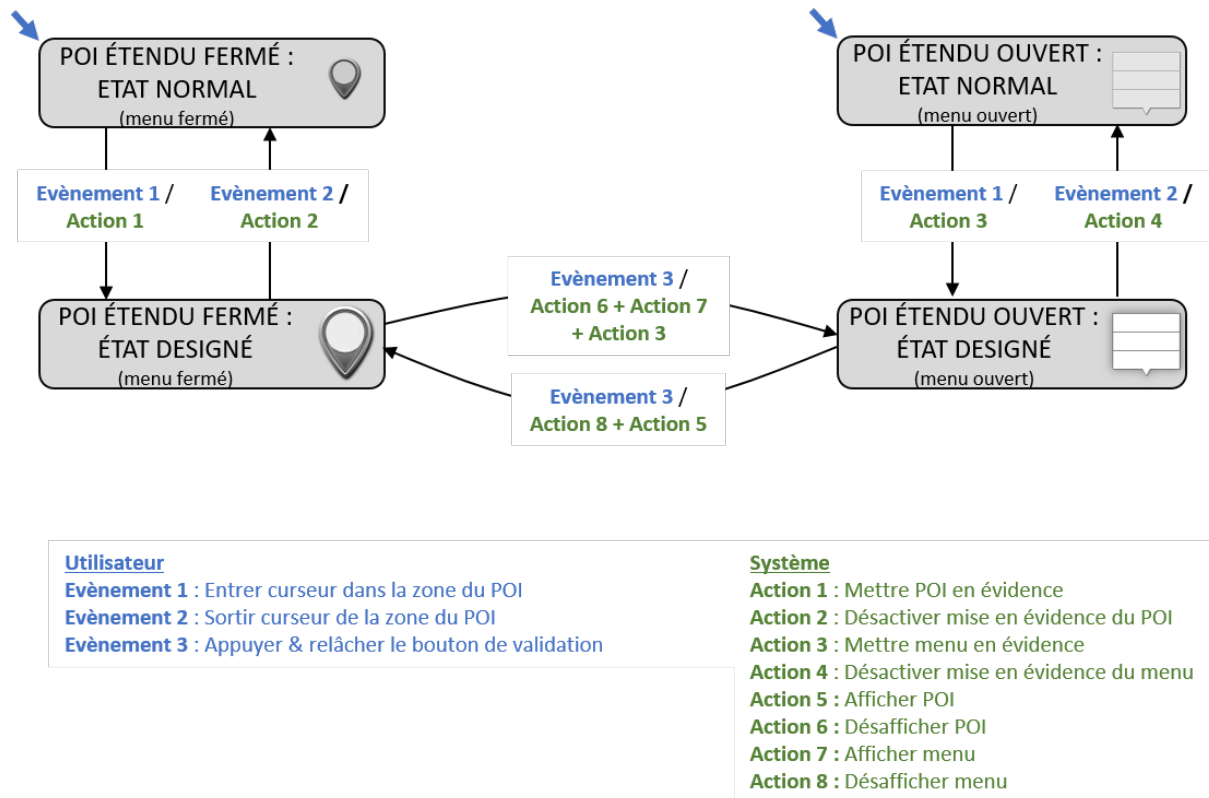 POI ÉTENDU FERMÉ :
ETAT NORMAL
(menu fermé)
POI ÉTENDU OUVERT :
ETAT NORMAL
(menu ouvert)
Evènement 1 /
Action 1
Evènement 2 /
Action 2
Evènement 1 /
Action 3
Evènement 2 /
Action 4
POI ÉTENDU FERMÉ :
ÉTAT DESIGNÉ
(menu fermé)
Evènement 3 /
Action 6 + Action 7
+ Action 3
Evènement 3 /
Action 8 + Action 5
POI ÉTENDU OUVERT :
ÉTAT DESIGNÉ
(menu ouvert)
Utilisateur
Evènement 1 : Entrer curseur dans la zone du POI
Evènement 2 : Sortir curseur de la zone du POI
Evènement 3 : Appuyer & relâcher le bouton de validation
Système
Action 1 : Mettre POI en évidence
Action 2 : Désactiver mise en évidence du POI
Action 3 : Mettre menu en évidence
Action 4 : Désactiver mise en évidence du menu
Action 5 : Afficher POI
Action 6 : Désafficher POI
Action 7 : Afficher menu
Action 8 : Désafficher menu